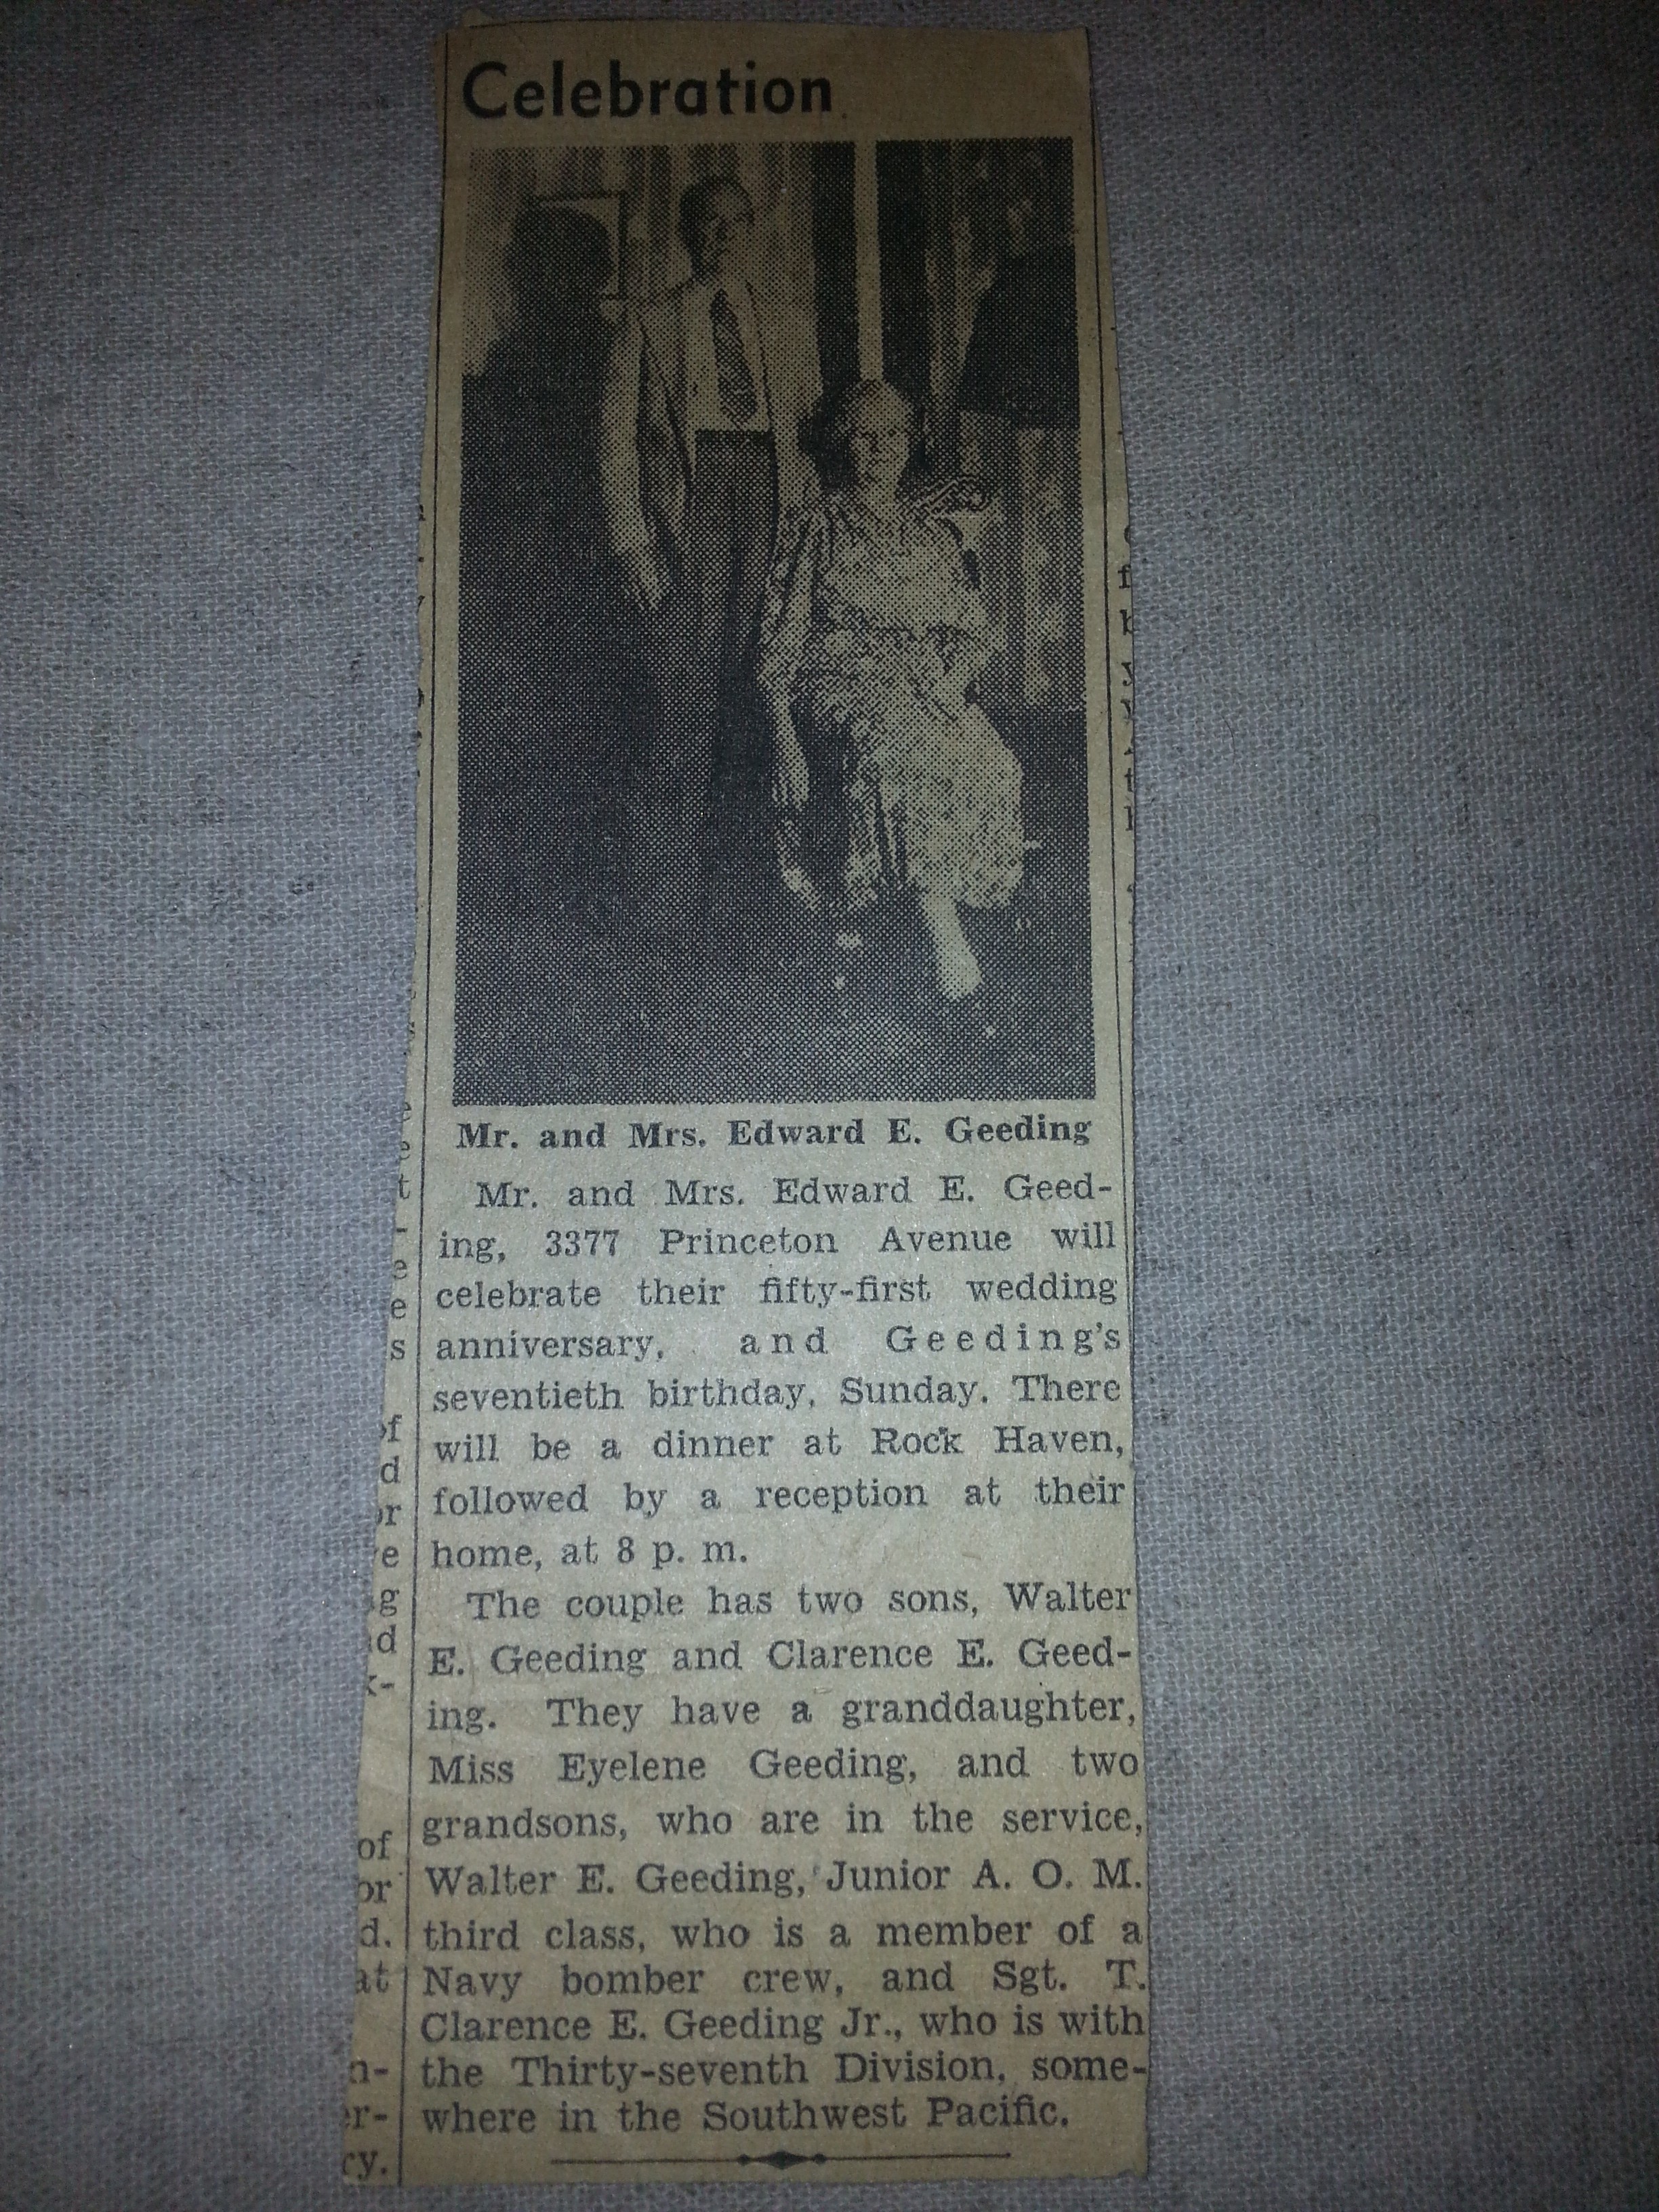 Celebration
Mr. and Mrs. Edward E. Geeding
Mr. and Mrs. Edward E. Geed-
ing, 3377 Princeton Avenue will
celebrate their fifty-first wedding
anniversary, and Geeding's
seventieth birthday, Sunday. There
will be a dinner at Rock Haven,
followed by a reception at their
home, at 8 p. m.
The couple has two sons, Walter
E. Geeding and Clarence E. Geed-
ing. They have a granddaughter,
Miss Eyelene Geeding, and two
grandsons, who are in the service,
Walter E. Geeding, Junior A. O. M.
third class, who is a member of a
Navy bomber crew, and Sgt. T.
Clarence E. Geeding Jr., who is with
the Thirty-seventh Division, some-
where in the Southwest Pacific.